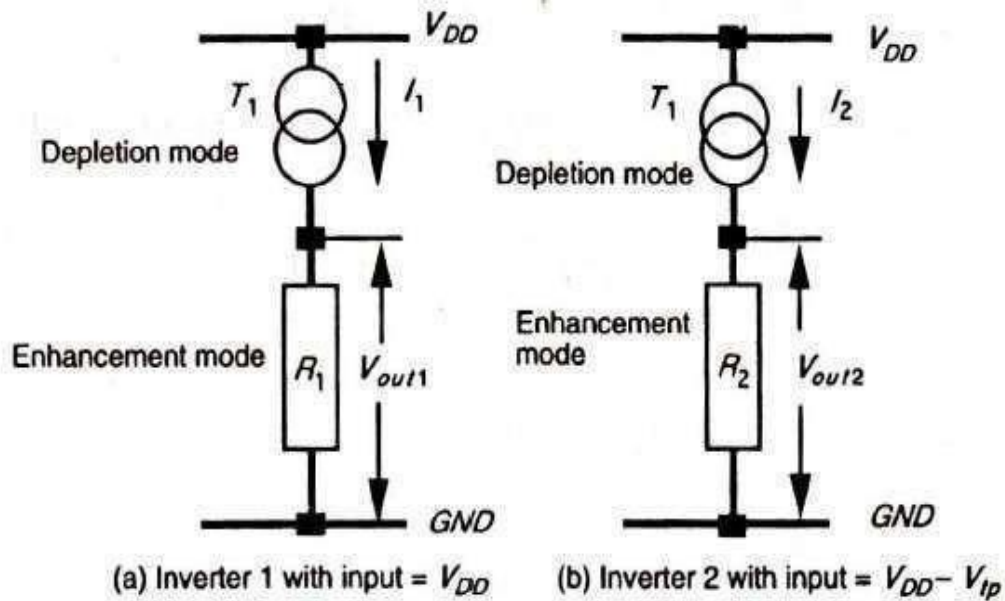 V_DD
T_1
I_1
Depletion mode
Enhancement mode
R_1
V_out1
GND
(a) Inverter 1 with input = V_DD
V_DD
T_1
I_2
Depletion mode
Enhancement
mode
R_2
V_out2
GND
(b) Inverter 2 with input = V_DD – V_tp